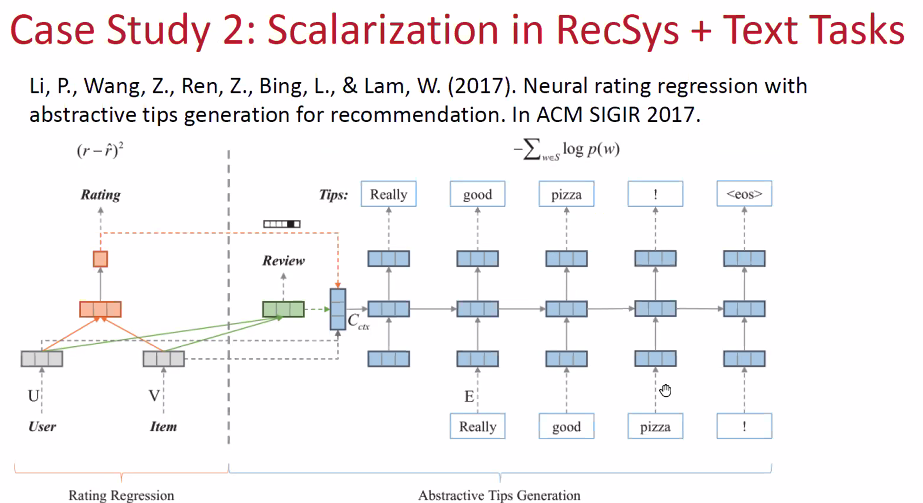 Case Study 2: Scalarization in RecSys + Text Tasks
Li, P., Wang, Z., Ren, Z., Bing, L., & Lam, W. (2017). Neural rating regression with
abstractive tips generation for recommendation. In ACM SIGIR 2017.
(r − r̂)²
−∑w∈S log p(w)
Rating
Tips: Really good pizza ! <eos>
Review
Cctx
U V E
User Item Really good pizza !
Rating Regression Abstractive Tips Generation